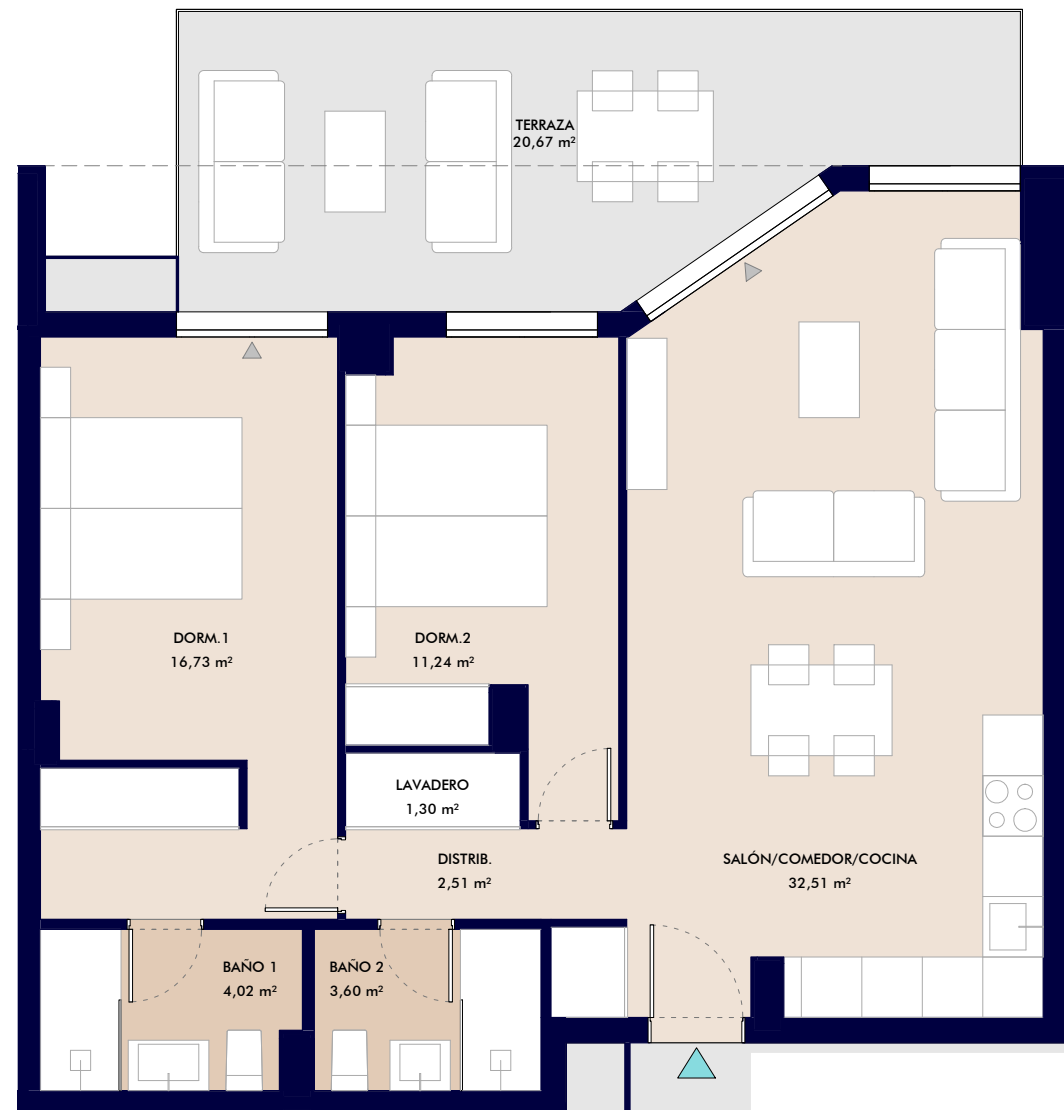 TERRAZA
20,67 m²
DORM.1
16,73 m²
DORM.2
11,24 m²
LAVADERO
1,30 m²
DISTRIB.
2,51 m²
SALÓN/COMEDOR/COCINA
32,51 m²
BAÑO 1
4,02 m²
BAÑO 2
3,60 m²